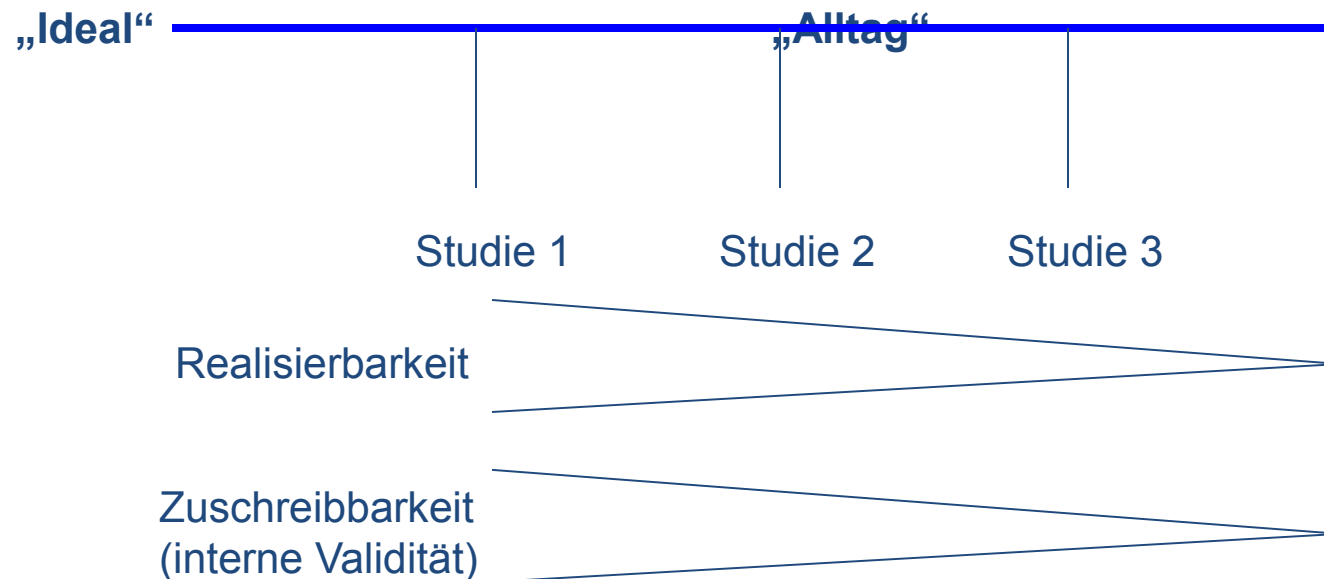 „Ideal“
„Alltag“
Studie 1 Studie 2 Studie 3
Realisierbarkeit
Zuschreibbarkeit
(interne Validität)